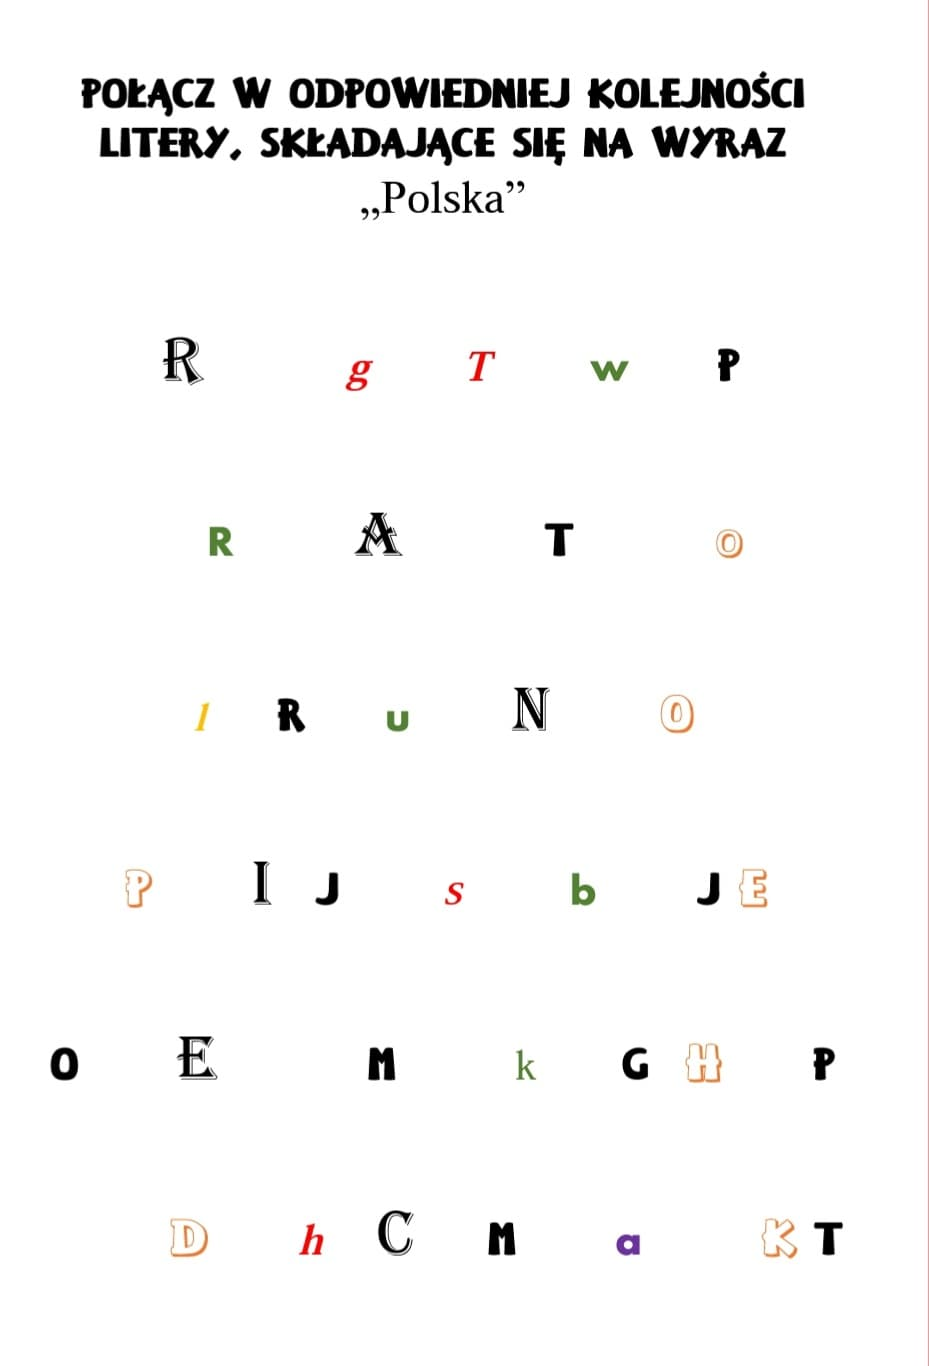 POŁĄCZ W ODPOWIEDNIEJ KOLEJNOŚCI
LITERY, SKŁADAJĄCE SIĘ NA WYRAZ
„Polska”
R g T w P
R A T O
l R u N O
P I J s b J E
O E M k G H P
D h C M a K T